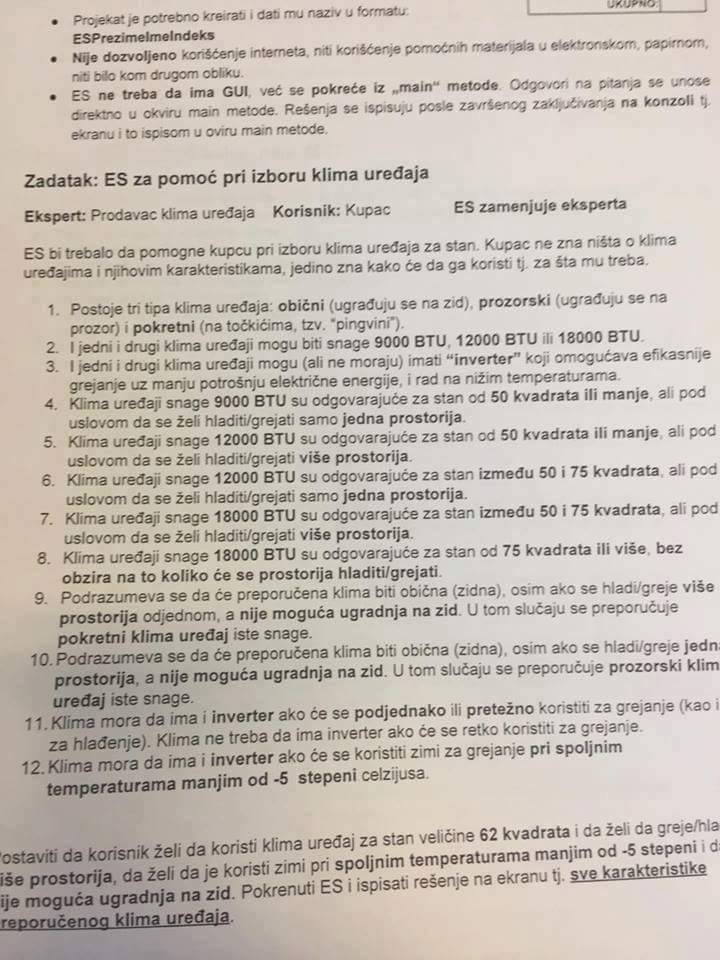 UKUPNO:
• Projekat je potrebno kreirati i dati mu naziv u formatu:
ESPrezimeImeIndeks
• Nije dozvoljeno korišćenje interneta, niti korišćenje pomoćnih materijala u elektronskom, papirnom,
niti bilo kom drugom obliku.
• ES ne treba da ima GUI, već se pokreće iz „main“ metode. Odgovori na pitanja se unose
direktno u okviru main metode. Rešenja se ispisuju posle završenog zaključivanja na konzoli tj.
ekranu i to ispisom u oviru main metode.
Zadatak: ES za pomoć pri izboru klima uređaja
Ekspert: Prodavac klima uređaja Korisnik: Kupac ES zamenjuje eksperta
ES bi trebalo da pomogne kupcu pri izboru klima uređaja za stan. Kupac ne zna ništa o klima
uređajima i njihovim karakteristikama, jedino zna kako će da ga koristi tj. za šta mu treba.
1. Postoje tri tipa klima uređaja: obični (ugrađuju se na zid), prozorski (ugrađuju se na
prozor) i pokretni (na točkićima, tzv. "pingvini").
2. I jedni i drugi klima uređaji mogu biti snage 9000 BTU, 12000 BTU ili 18000 BTU.
3. I jedni i drugi klima uređaji mogu (ali ne moraju) imati “inverter” koji omogućava efikasnije
grejanje uz manju potrošnju električne energije, i rad na nižim temperaturama.
4. Klima uređaji snage 9000 BTU su odgovarajuće za stan od 50 kvadrata ili manje, ali pod
uslovom da se želi hladiti/grejati samo jedna prostorija.
5. Klima uređaji snage 12000 BTU su odgovarajuće za stan od 50 kvadrata ili manje, ali pod
uslovom da se želi hladiti/grejati više prostorija.
6. Klima uređaji snage 12000 BTU su odgovarajuće za stan između 50 i 75 kvadrata, ali pod
uslovom da se želi hladiti/grejati samo jedna prostorija.
7. Klima uređaji snage 18000 BTU su odgovarajuće za stan između 50 i 75 kvadrata, ali pod
uslovom da se želi hladiti/grejati više prostorija.
8. Klima uređaji snage 18000 BTU su odgovarajuće za stan od 75 kvadrata ili više, bez
obzira na to koliko će se prostorija hladiti/grejati.
9. Podrazumeva se da će preporučena klima biti obična (zidna), osim ako se hladi/greje više
prostorija odjednom, a nije moguća ugradnja na zid. U tom slučaju se preporučuje
pokretni klima uređaj iste snage.
10. Podrazumeva se da će preporučena klima biti obična (zidna), osim ako se hladi/greje jedna
prostorija, a nije moguća ugradnja na zid. U tom slučaju se preporučuje prozorski klim
uređaj iste snage.
11. Klima mora da ima i inverter ako će se podjednako ili pretežno koristiti za grejanje (kao i
za hlađenje). Klima ne treba da ima inverter ako će se retko koristiti za grejanje.
12. Klima mora da ima i inverter ako će se koristiti zimi za grejanje pri spoljnim
temperaturama manjim od -5 stepeni celzijusa.
ostaviti da korisnik želi da koristi klima uređaj za stan veličine 62 kvadrata i da želi da greje/hla
iše prostorija, da želi da je koristi zimi pri spoljnim temperaturama manjim od -5 stepeni i d
ije moguća ugradnja na zid. Pokrenuti ES i ispisati rešenje na ekranu tj. sve karakteristike
reporučenog klima uređaja.